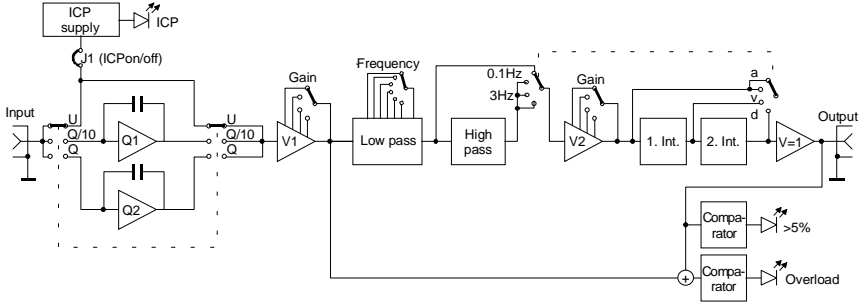 ICP
supply
ICP
J1 (ICPon/off)
Input
U
Q/10
Q
Q1
Q2
U
Q/10
Q
Gain
V1
Frequency
Low pass
High
pass
0.1Hz
3Hz
Gain
V2
1. Int.
2. Int.
a
v
d
V=1
Output
Compa-
rator
>5%
+
Compa-
rator
Overload